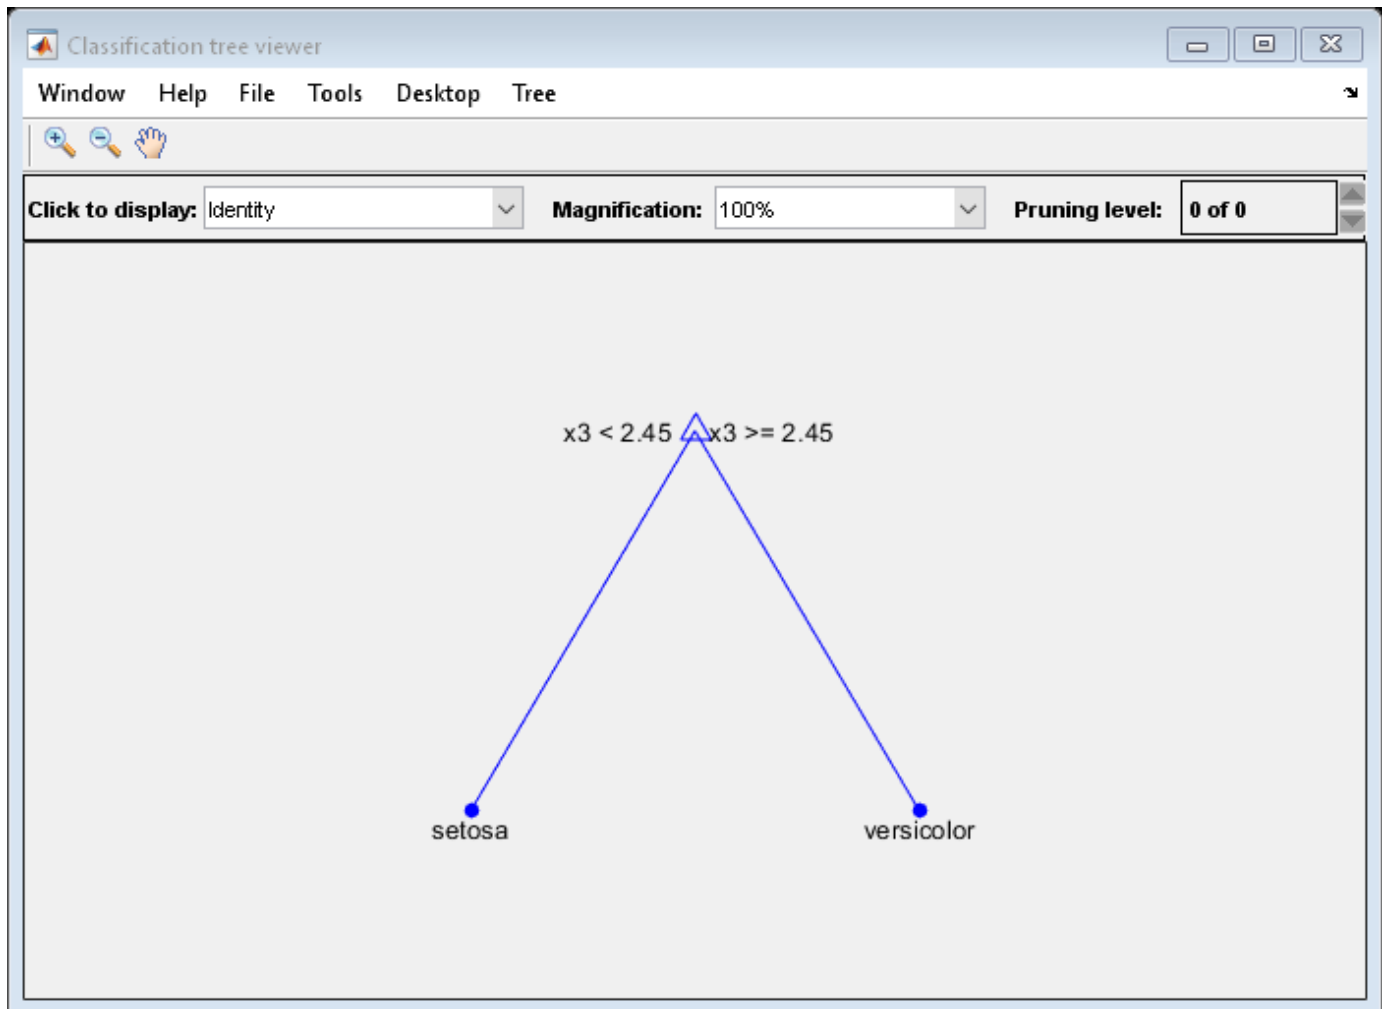 Classification tree viewer
Window Help File Tools Desktop Tree
Click to display: Identity Magnification: 100% Pruning level: 0 of 0
x3 < 2.45 x3 >= 2.45
setosa versicolor